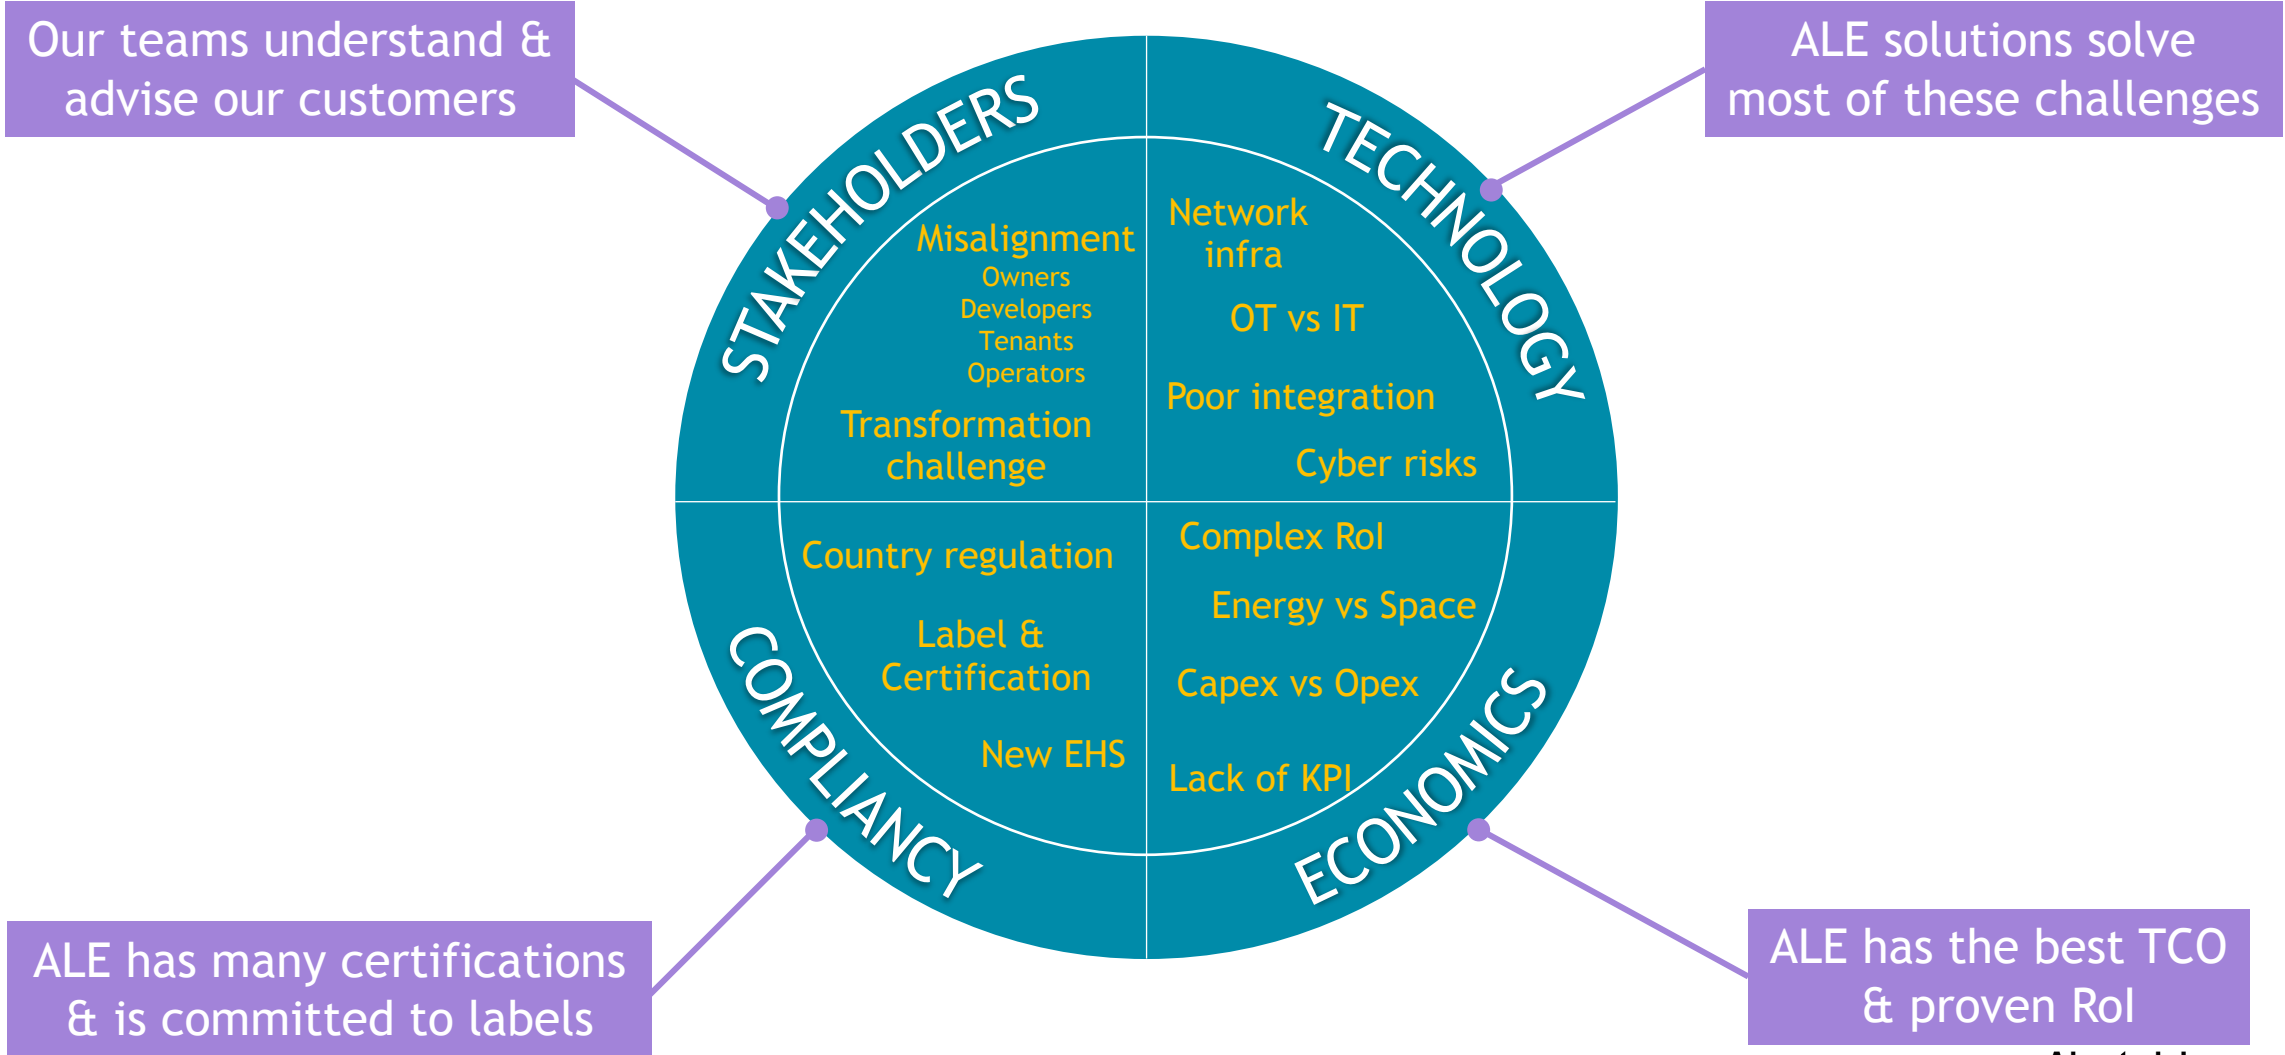 Our teams understand &
advise our customers
ALE solutions solve
most of these challenges
STAKEHOLDERS
Misalignment
Owners
Developers
Tenants
Operators
Transformation
challenge
TECHNOLOGY
Network
infra
OT vs IT
Poor integration
Cyber risks
COMPLIANCY
Country regulation
Label &
Certification
New EHS
ECONOMICS
Complex RoI
Energy vs Space
Capex vs Opex
Lack of KPI
ALE has many certifications
& is committed to labels
ALE has the best TCO
& proven RoI